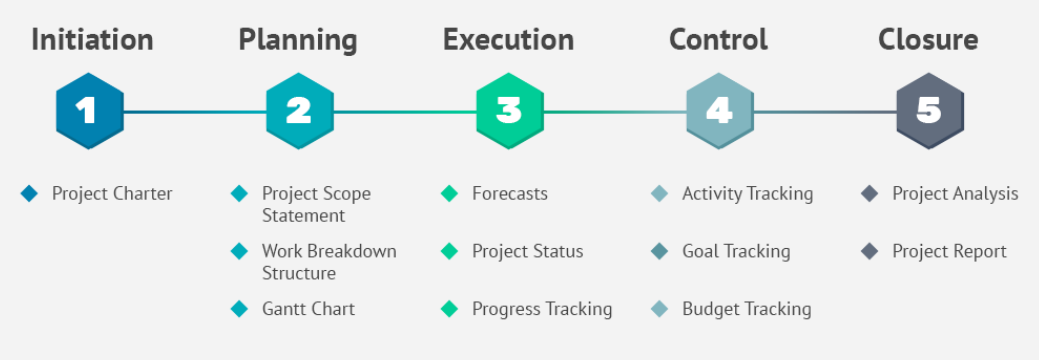 Initiation
Planning
Execution
Control
Closure
1
2
3
4
5
Project Charter
Project Scope
Statement
Work Breakdown
Structure
Gantt Chart
Forecasts
Project Status
Progress Tracking
Activity Tracking
Goal Tracking
Budget Tracking
Project Analysis
Project Report